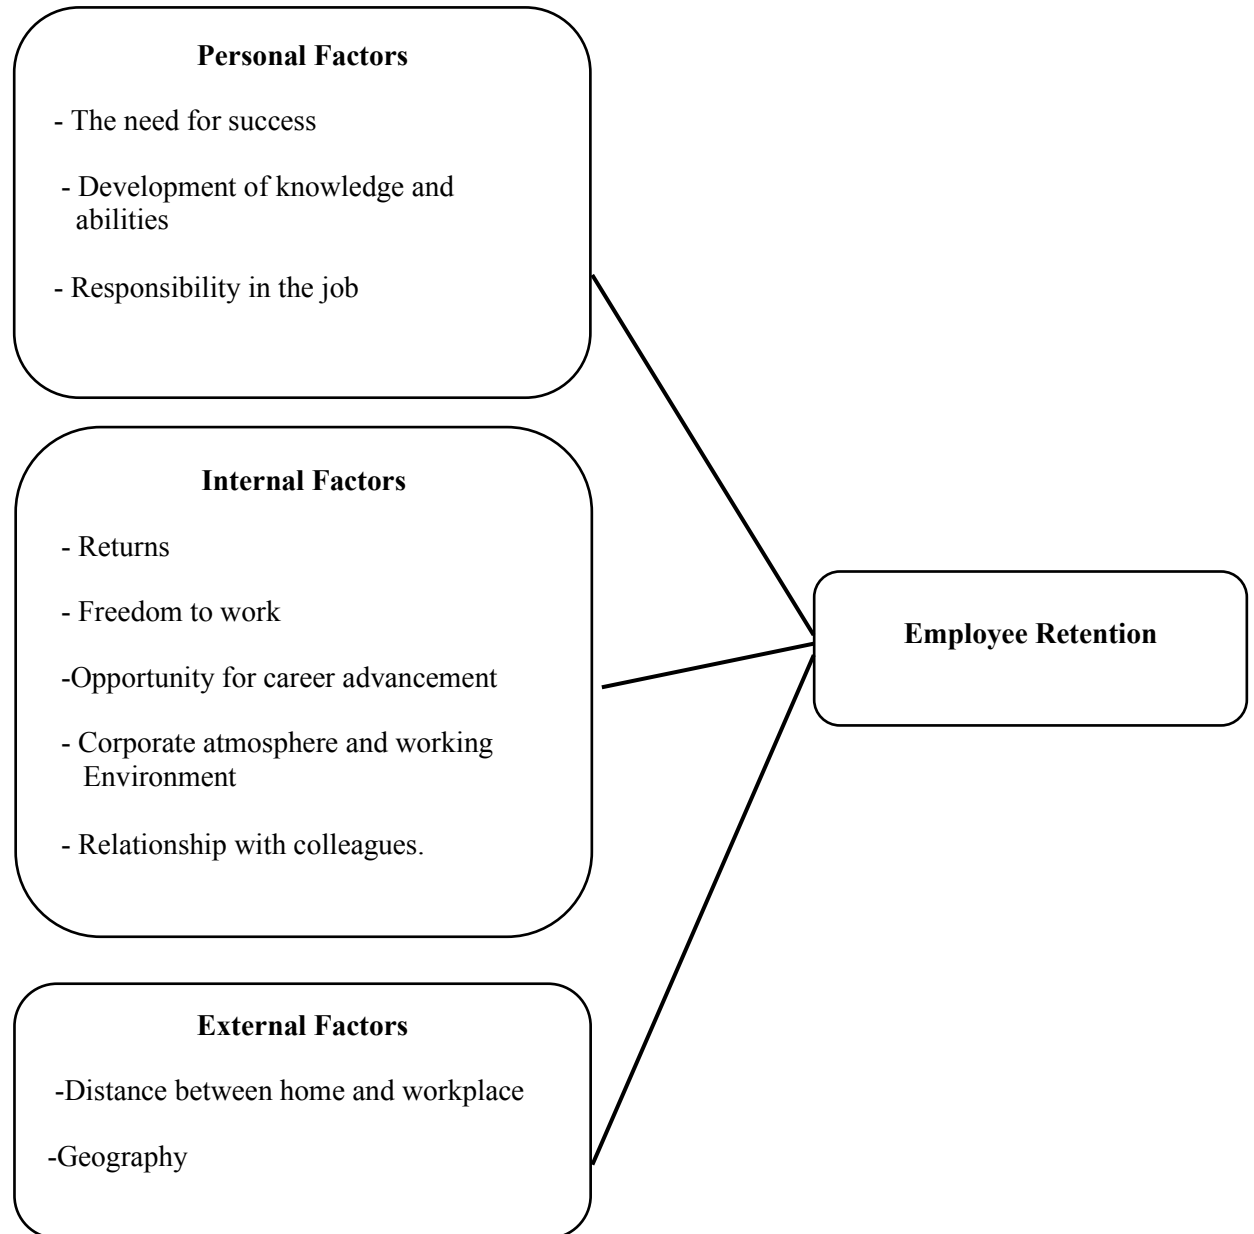 Personal Factors
- The need for success
- Development of knowledge and
abilities
- Responsibility in the job
Internal Factors
- Returns
- Freedom to work
-Opportunity for career advancement
- Corporate atmosphere and working
Environment
- Relationship with colleagues.
External Factors
-Distance between home and workplace
-Geography
Employee Retention